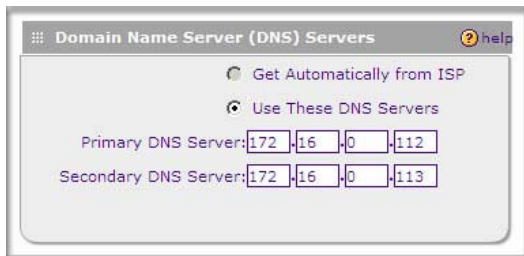 Domain Name Server (DNS) Servers ? help
Get Automatically from ISP
Use These DNS Servers
Primary DNS Server: 172 . 16 . 0 . 112
Secondary DNS Server: 172 . 16 . 0 . 113